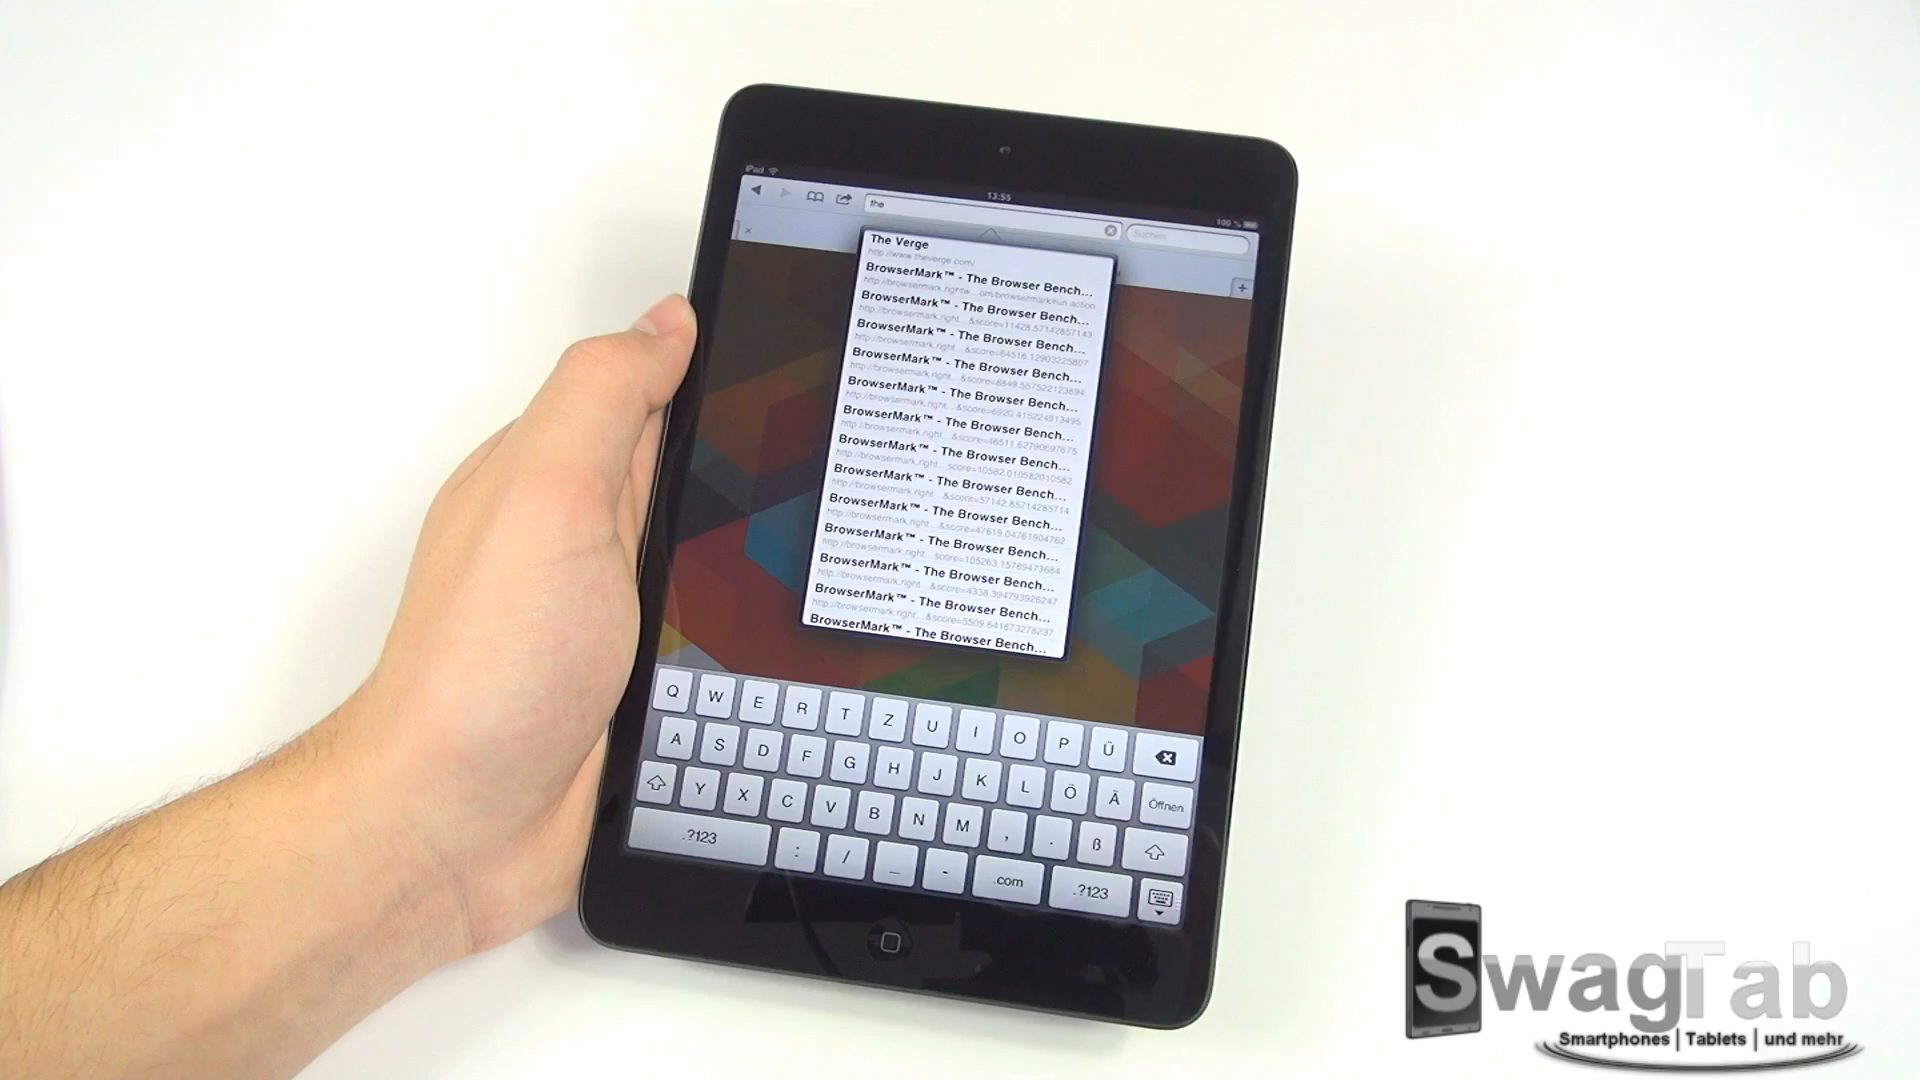 iPad
13:55
100 %
the
Suchen
The Verge
http://www.theverge.com/
BrowserMark™ - The Browser Bench...
http://browsermark.rightw...om/browsermark/run.action
BrowserMark™ - The Browser Bench...
http://browsermark.right...&score=11428.57142857143
BrowserMark™ - The Browser Bench...
http://browsermark.right...&score=64516.12903225807
BrowserMark™ - The Browser Bench...
http://browsermark.right...&score=8849.557522123894
BrowserMark™ - The Browser Bench...
http://browsermark.right...&score=6920.415224913495
BrowserMark™ - The Browser Bench...
http://browsermark.right...&score=46511.62790697675
BrowserMark™ - The Browser Bench...
http://browsermark.right...score=10582.010582010582
BrowserMark™ - The Browser Bench...
http://browsermark.right...&score=57142.85714285714
BrowserMark™ - The Browser Bench...
http://browsermark.right...&score=47619.04761904762
BrowserMark™ - The Browser Bench...
http://browsermark.right...score=105263.15789473684
BrowserMark™ - The Browser Bench...
http://browsermark.right...&score=4338.394793926247
BrowserMark™ - The Browser Bench...
http://browsermark.right...&score=5509.641873278237
BrowserMark™ - The Browser Bench...
Q W E R T Z U I O P Ü
A S D F G H J K L Ö Ä Öffnen
Y X C V B N M , . ß
.?123 : / _ - .com .?123
SwagTab
Smartphones | Tablets | und mehr